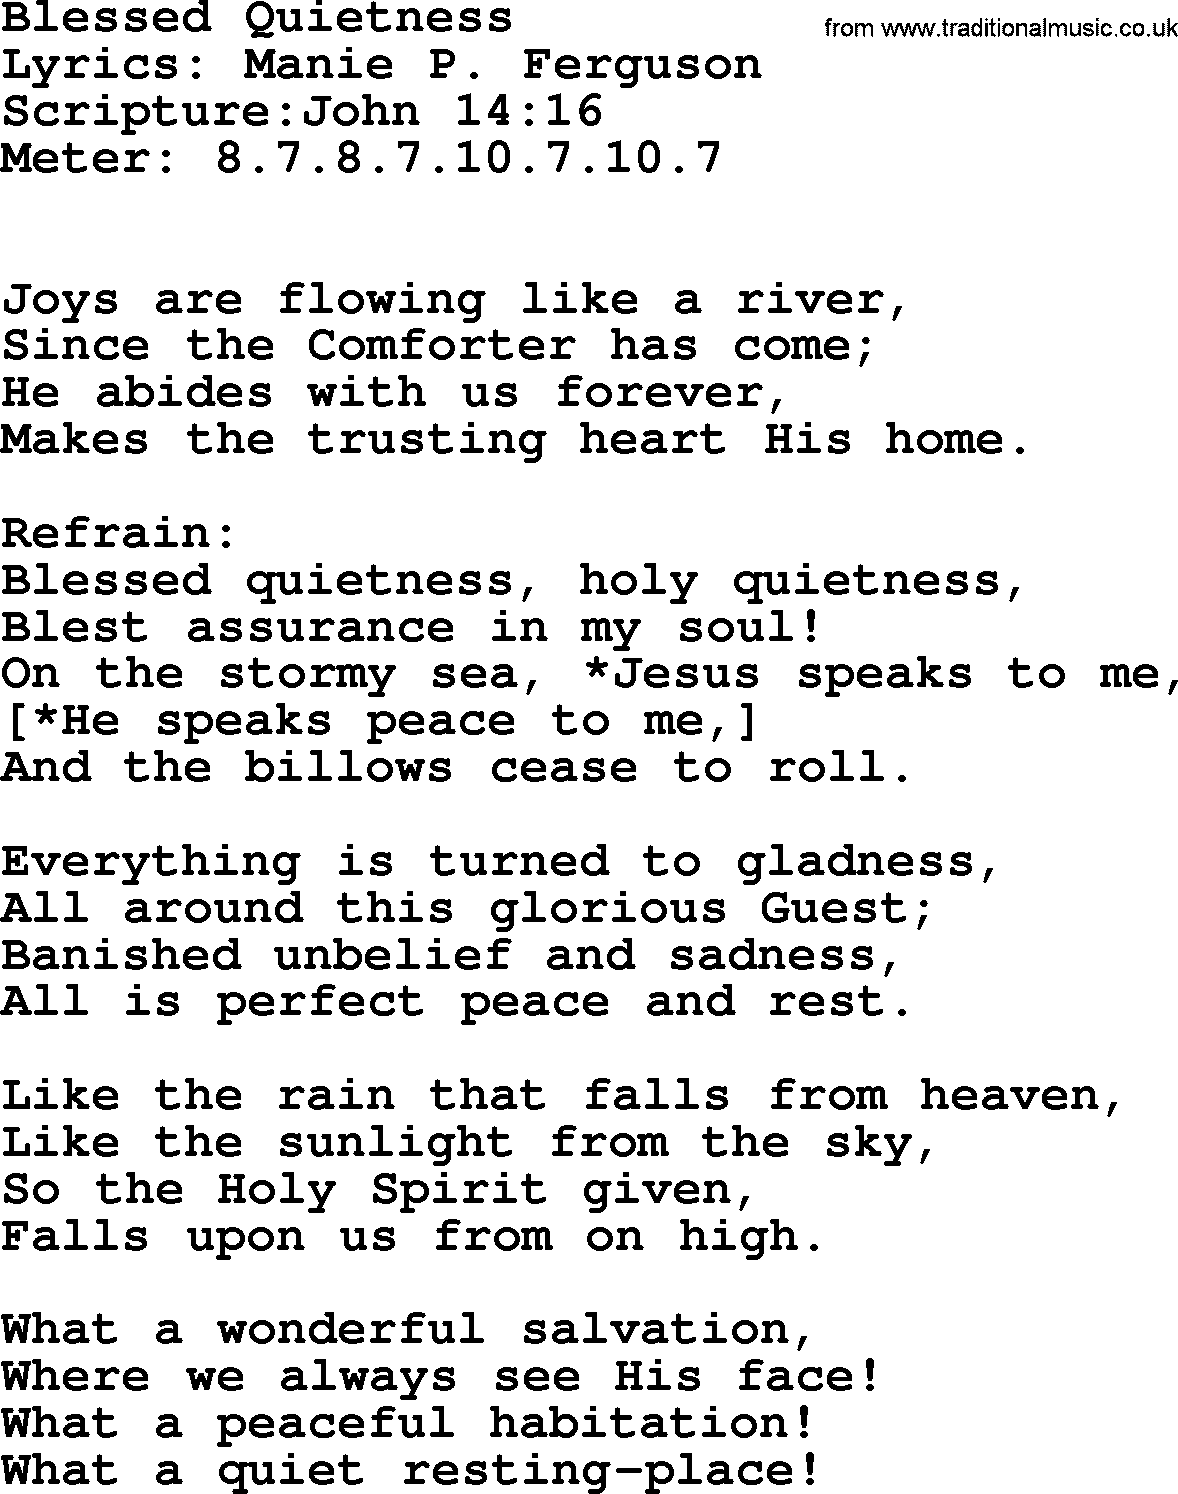 Blessed Quietness
from www.traditionalmusic.co.uk
Lyrics: Manie P. Ferguson
Scripture:John 14:16
Meter: 8.7.8.7.10.7.10.7

Joys are flowing like a river,
Since the Comforter has come;
He abides with us forever,
Makes the trusting heart His home.

Refrain:
Blessed quietness, holy quietness,
Blest assurance in my soul!
On the stormy sea, *Jesus speaks to me,
[*He speaks peace to me,]
And the billows cease to roll.

Everything is turned to gladness,
All around this glorious Guest;
Banished unbelief and sadness,
All is perfect peace and rest.

Like the rain that falls from heaven,
Like the sunlight from the sky,
So the Holy Spirit given,
Falls upon us from on high.

What a wonderful salvation,
Where we always see His face!
What a peaceful habitation!
What a quiet resting-place!